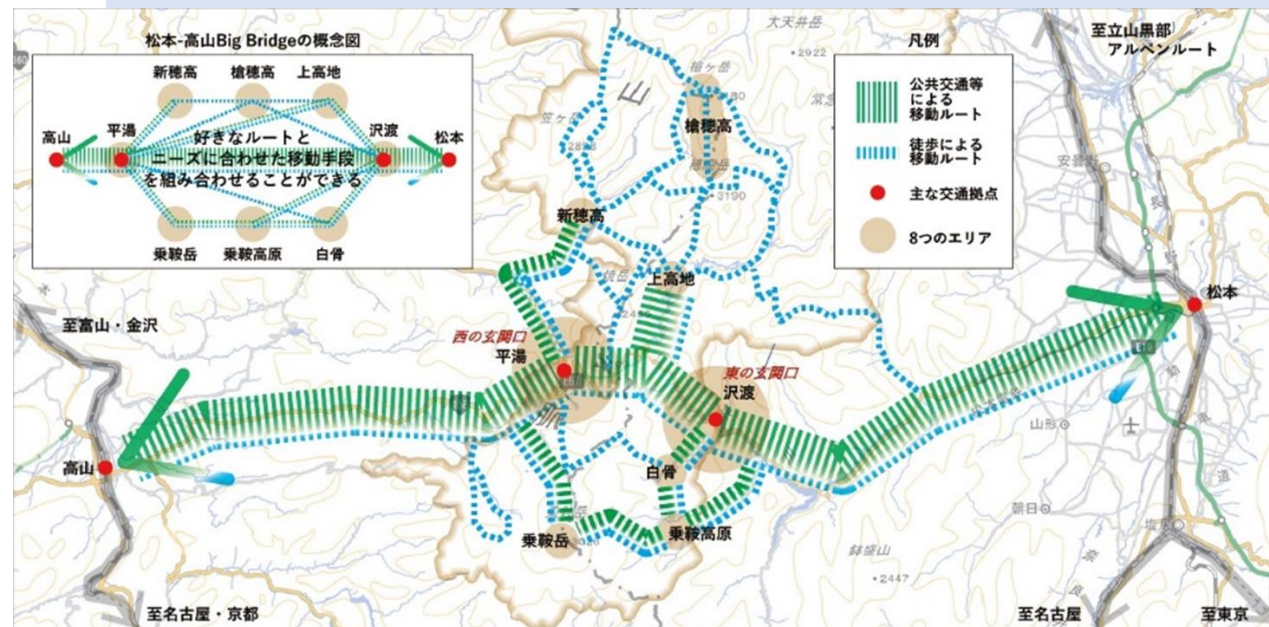 松本-高山Big Bridgeの概念図
新穂高
槍穂高
上高地
高山
平湯
沢渡
松本
好きなルートと
ニーズに合わせた移動手段
を組み合わせることができる
乗鞍岳
乗鞍高原
白骨
大天井岳
2922
至立山黒部
アルペンルート
凡例
公共交通等
による
移動ルート
徒歩による
移動ルート
主な交通拠点
8つのエリア
山
槍ヶ岳
槍穂高
笠ヶ岳
3190
新穂高
焼岳
上高地
松本
至富山・金沢
西の玄関口
平湯
東の玄関口
沢渡
脈
山形
高山
白骨
乗鞍岳
乗鞍高原
朝日
塩尻
道
鉢盛山
2447
至名古屋・京都
至名古屋
至東京